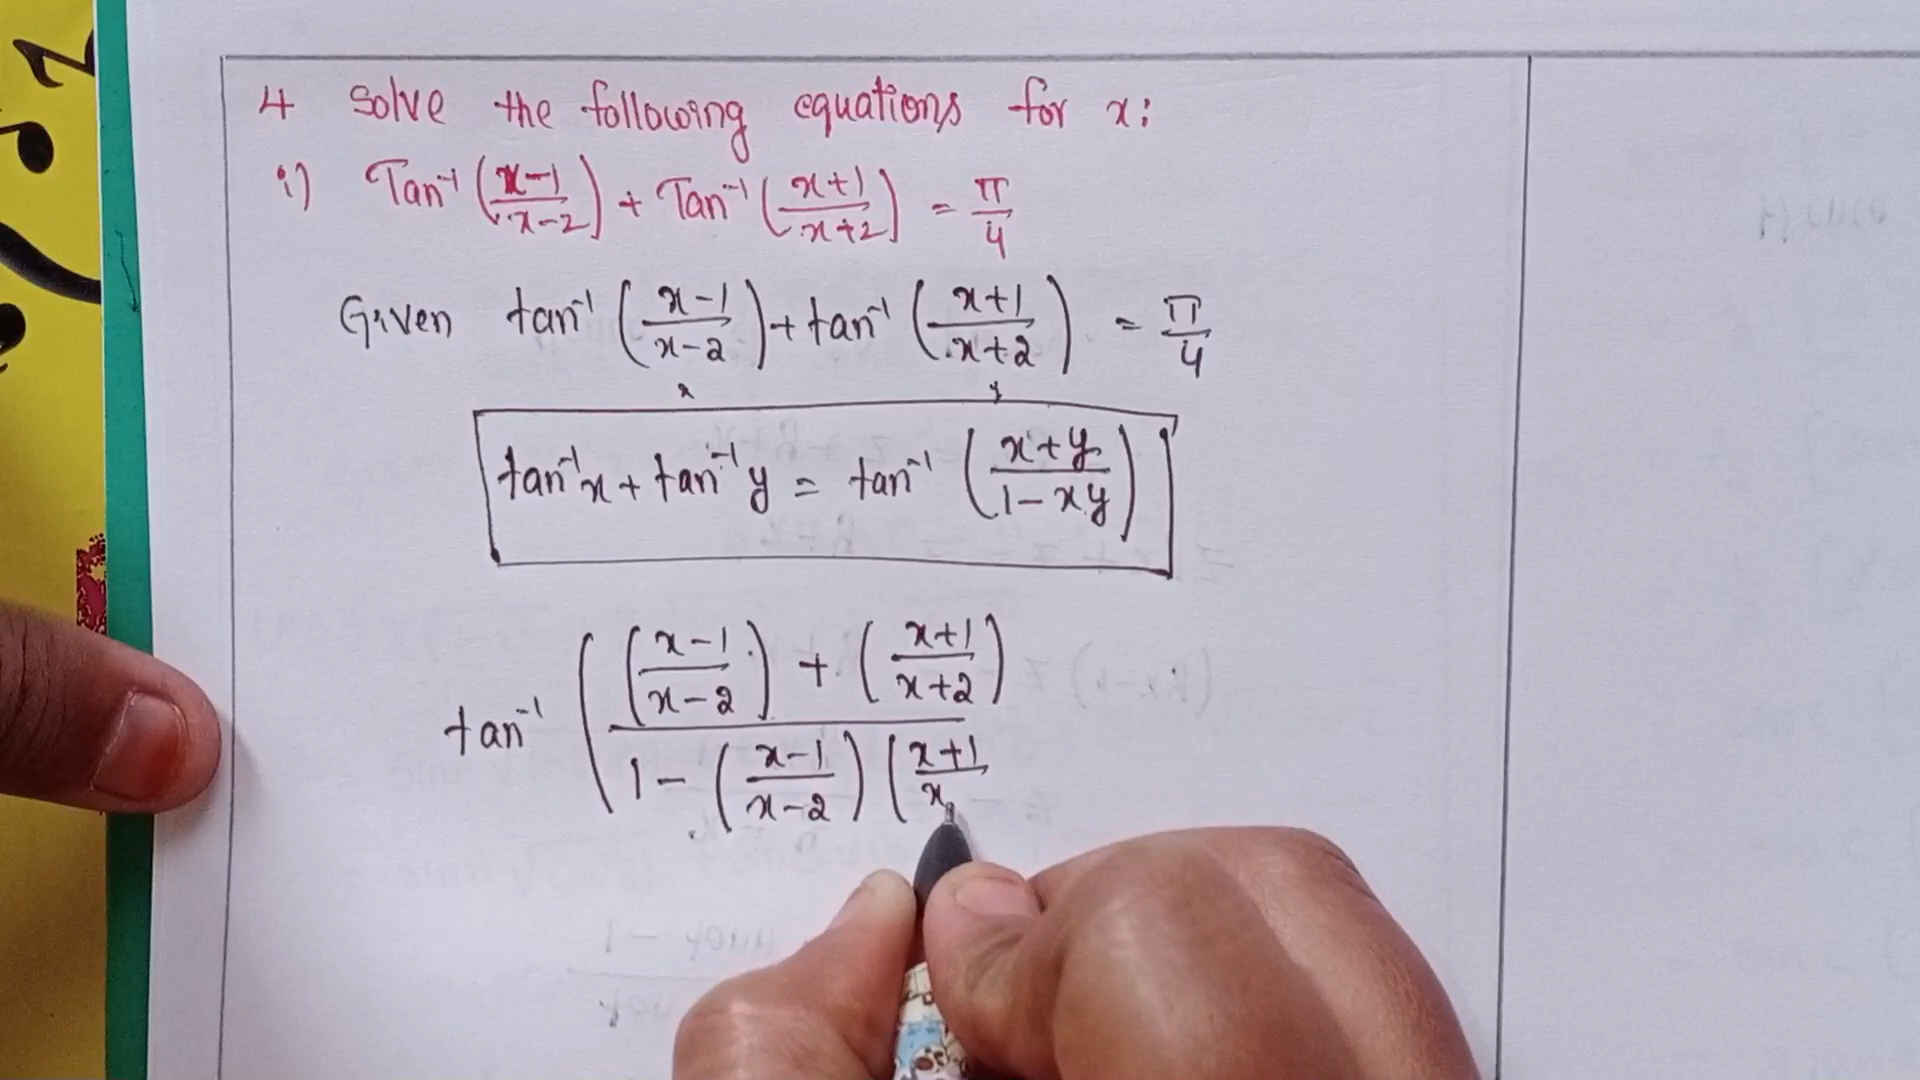 4 Solve the following equations for x:
i) Tan⁻¹ ((x-1)/(x-2)) + Tan⁻¹ ((x+1)/(x+2)) = π/4
Given tan⁻¹ ((x-1)/(x-2)) + tan⁻¹ ((x+1)/(x+2)) = π/4
x y
tan⁻¹x + tan⁻¹y = tan⁻¹ ((x+y)/(1-xy))
tan⁻¹ ( ((x-1)/(x-2)) + ((x+1)/(x+2)) / 1-((x-1)/(x-2)) ((x+1)/x